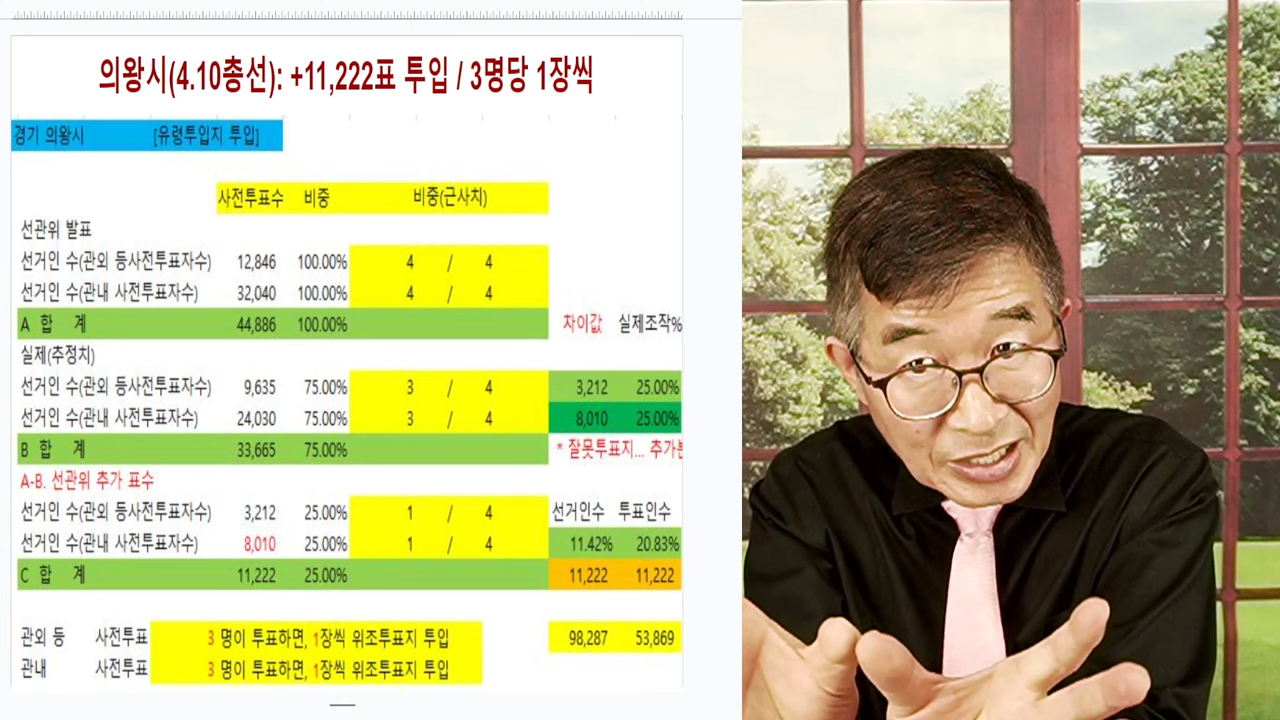 의왕시(4.10총선): +11,222표 투입 / 3명당 1장씩
경기 의왕시 [유령투입지 투입]
사전투표수 비중 비중(근사치)
선관위 발표
선거인 수(관외 등사전투표자수) 12,846 100.00% 4 / 4
선거인 수(관내 사전투표자수) 32,040 100.00% 4 / 4
A 합 계 44,886 100.00% 차이값 실제조작%
실제(추정치)
선거인 수(관외 등사전투표자수) 9,635 75.00% 3 / 4 3,212 25.00%
선거인 수(관내 사전투표자수) 24,030 75.00% 3 / 4 8,010 25.00%
B 합 계 33,665 75.00% * 잘못투표지... 추가분
A-B. 선관위 추가 표수
선거인 수(관외 등사전투표자수) 3,212 25.00% 1 / 4 선거인수 투표인수
선거인 수(관내 사전투표자수) 8,010 25.00% 1 / 4 11.42% 20.83%
C 합 계 11,222 25.00% 11,222 11,222
관외 등 사전투표 3 명이 투표하면, 1장씩 위조투표지 투입 98,287 53,869
관내 사전투표 3 명이 투표하면, 1장씩 위조투표지 투입